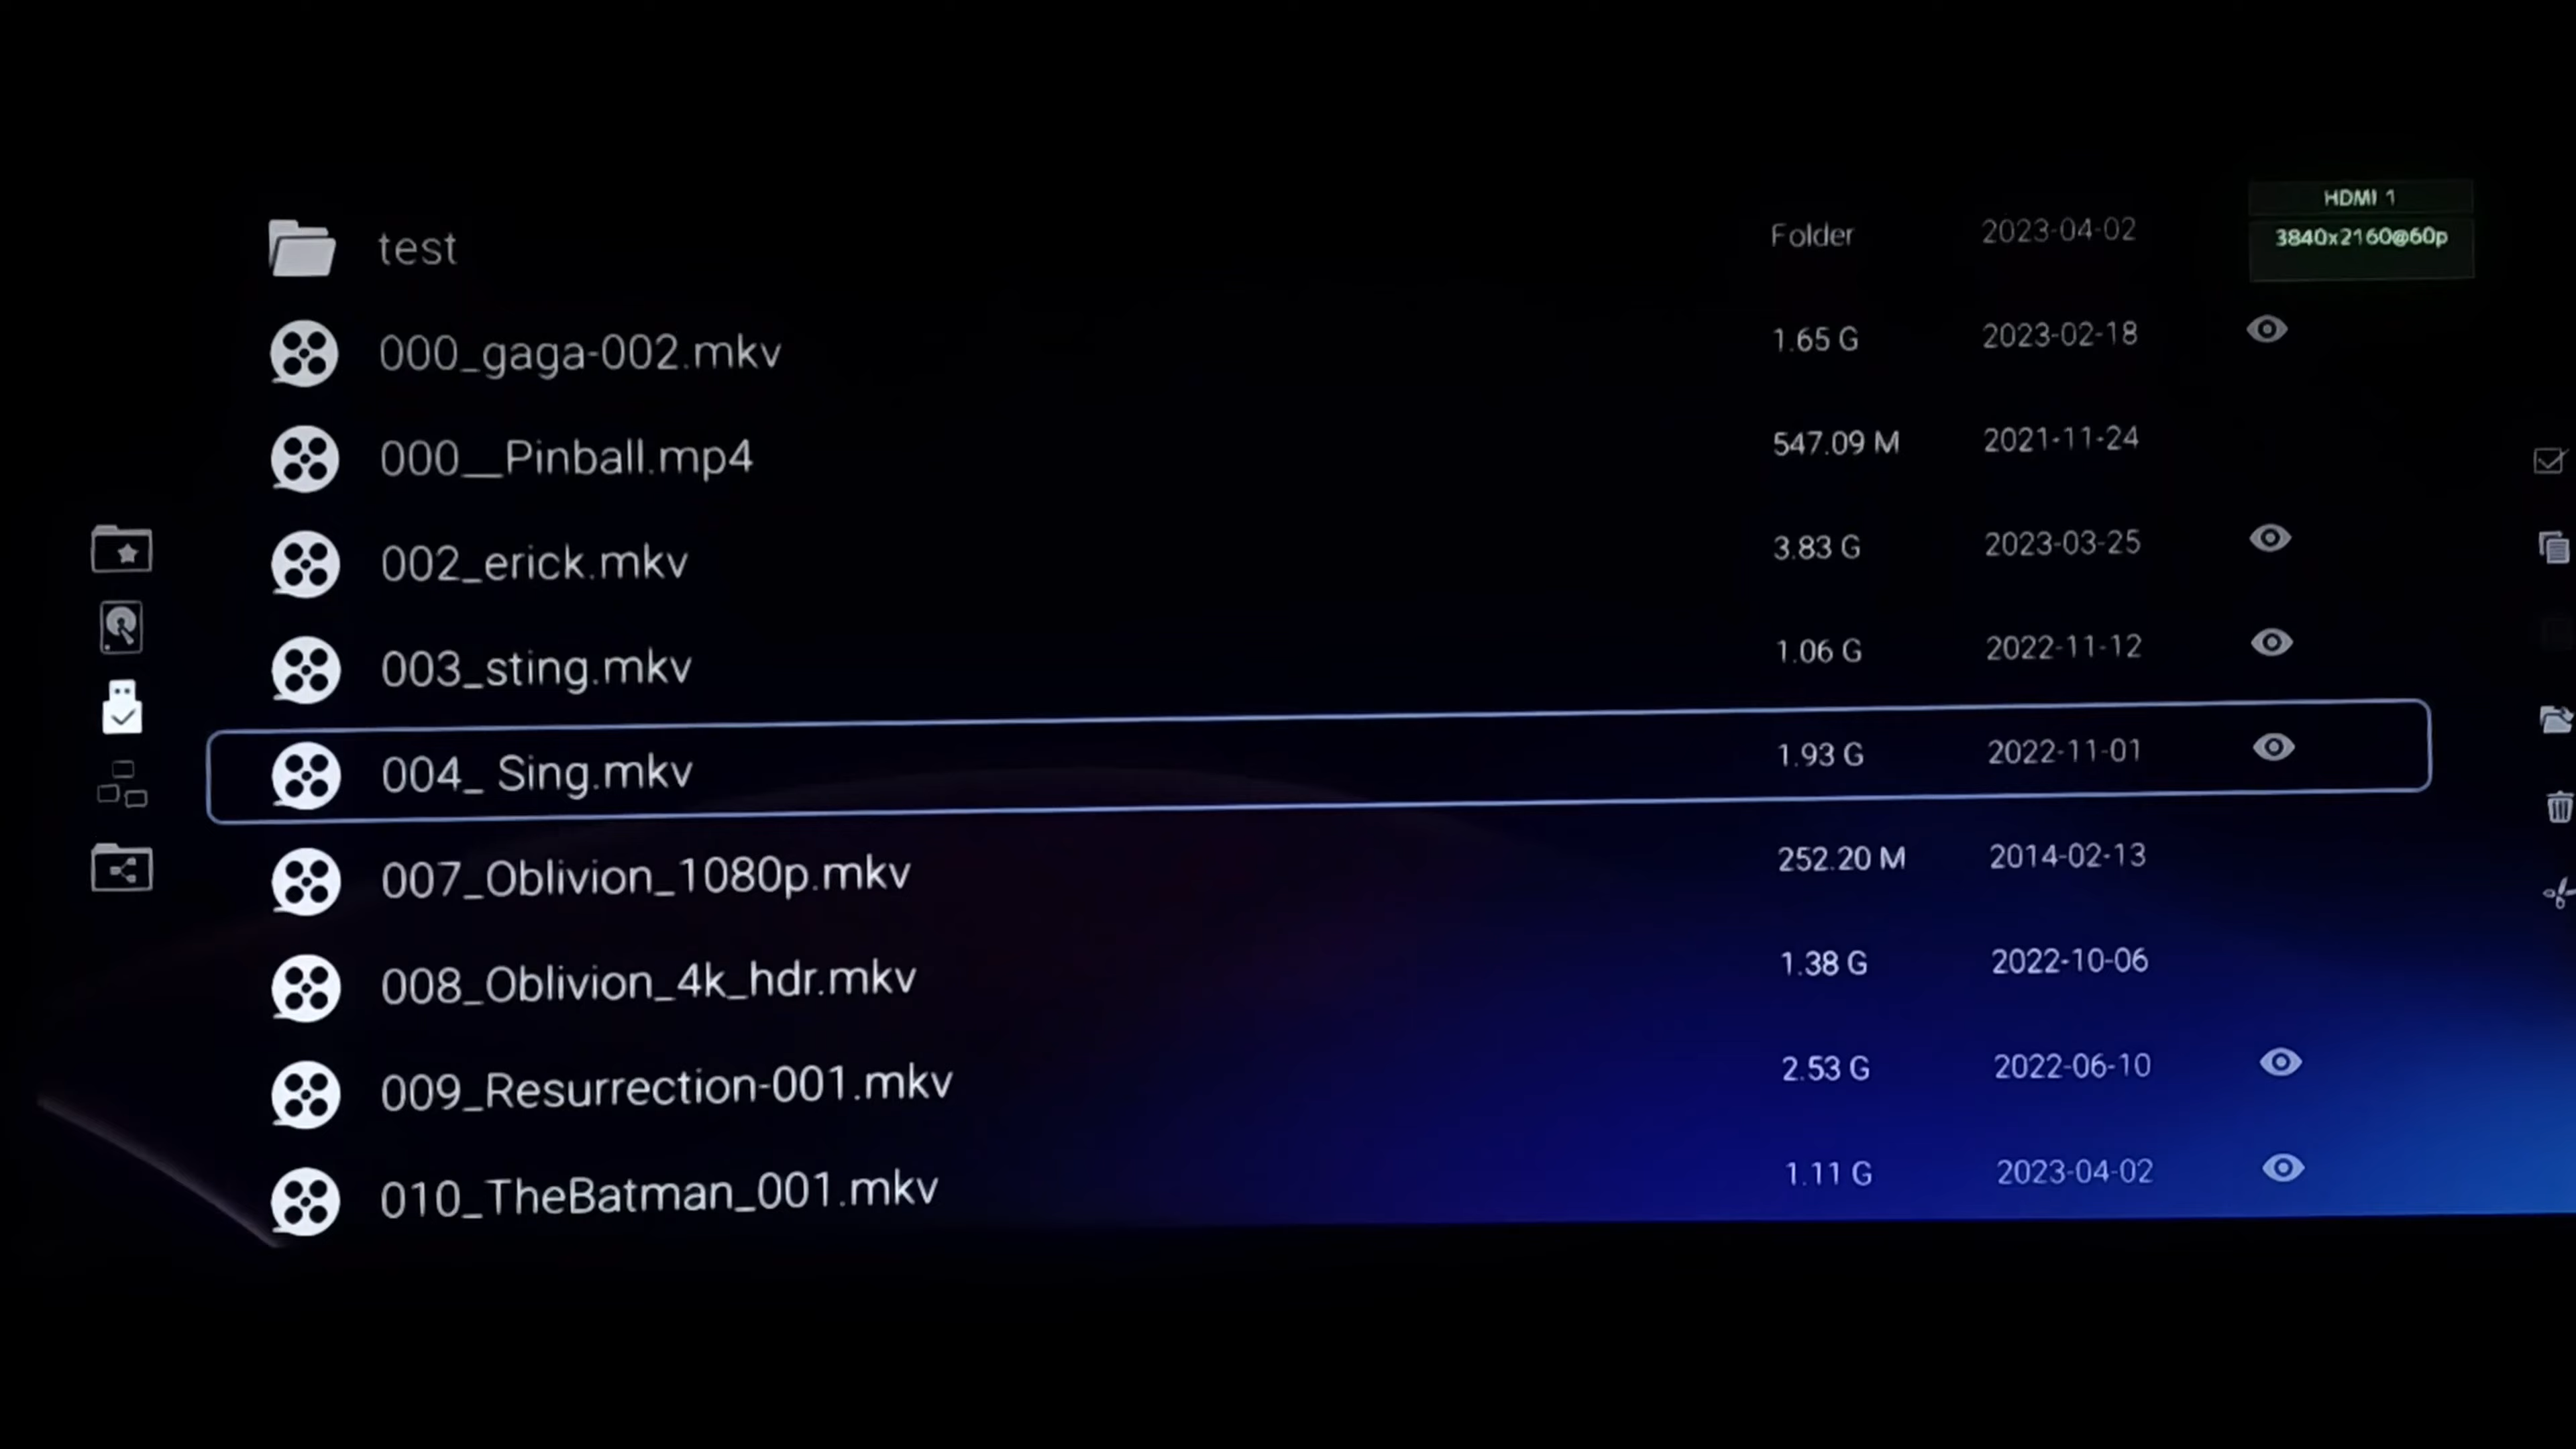 test Folder 2023-04-02
HDMI 1
3840x2160@60p
000_gaga-002.mkv 1.65 G 2023-02-18
000__Pinball.mp4 547.09 M 2021-11-24
002_erick.mkv 3.83 G 2023-03-25
003_sting.mkv 1.06 G 2022-11-12
004_ Sing.mkv 1.93 G 2022-11-01
007_Oblivion_1080p.mkv 252.20 M 2014-02-13
008_Oblivion_4k_hdr.mkv 1.38 G 2022-10-06
009_Resurrection-001.mkv 2.53 G 2022-06-10
010_TheBatman_001.mkv 1.11 G 2023-04-02